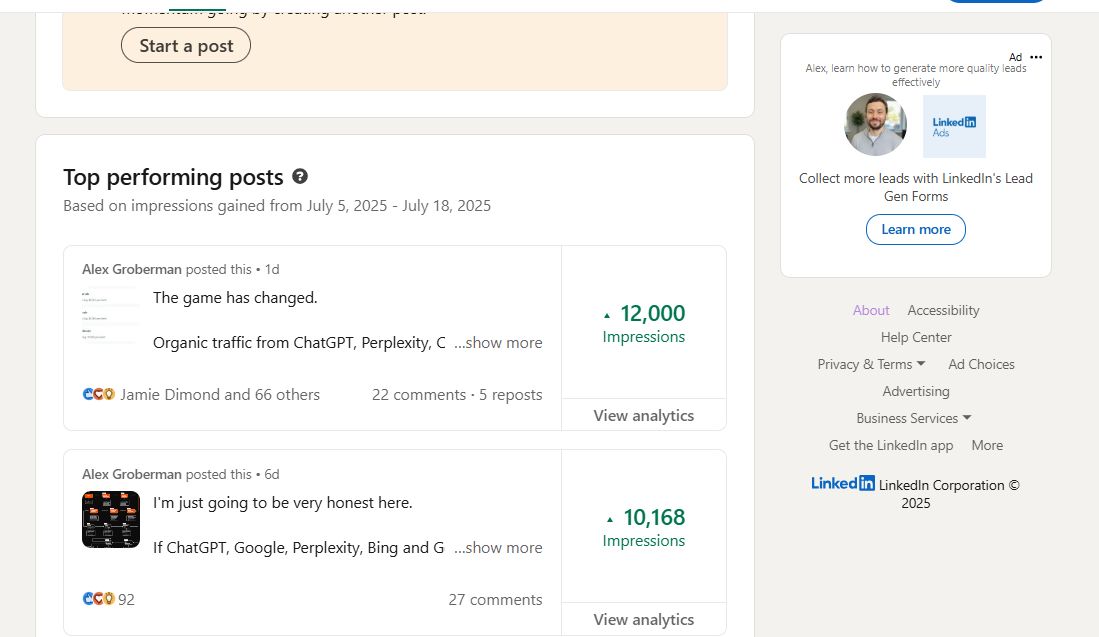 momentum going by creating another post.
Start a post
Top performing posts ?
Based on impressions gained from July 5, 2025 - July 18, 2025
Alex Groberman posted this • 1d
The game has changed.
Organic traffic from ChatGPT, Perplexity, C ...show more
Jamie Dimond and 66 others 22 comments · 5 reposts
12,000
Impressions
View analytics
Alex Groberman posted this • 6d
I'm just going to be very honest here.
If ChatGPT, Google, Perplexity, Bing and G ...show more
92 27 comments
10,168
Impressions
View analytics
Ad
Alex, learn how to generate more quality leads
effectively
LinkedIn
Ads
Collect more leads with LinkedIn's Lead
Gen Forms
Learn more
About Accessibility
Help Center
Privacy & Terms Ad Choices
Advertising
Business Services
Get the LinkedIn app More
LinkedIn LinkedIn Corporation ©
2025